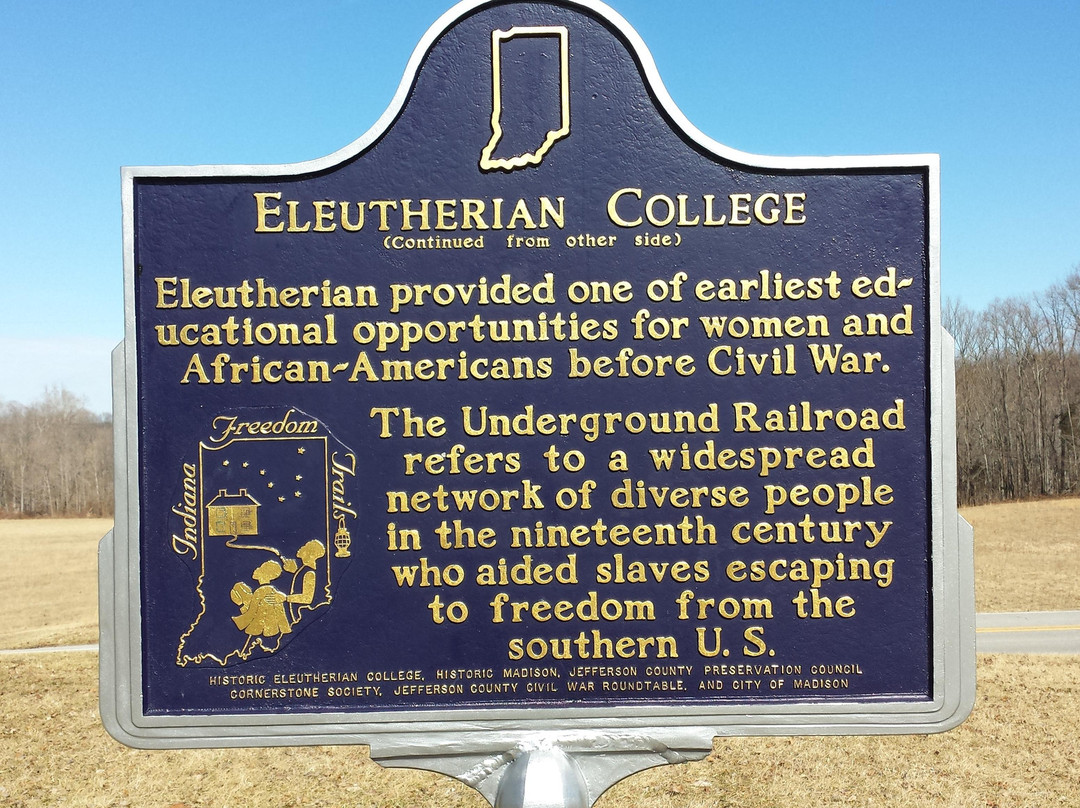 ELEUTHERIAN COLLEGE
(Continued from other side)
Eleutherian provided one of earliest ed-
ucational opportunities for women and
African-Americans before Civil War.
Indiana
Freedom
Trails
The Underground Railroad
refers to a widespread
network of diverse people
in the nineteenth century
who aided slaves escaping
to freedom from the
southern U. S.
HISTORIC ELEUTHERIAN COLLEGE, HISTORIC MADISON, JEFFERSON COUNTY PRESERVATION COUNCIL
CORNERSTONE SOCIETY, JEFFERSON COUNTY CIVIL WAR ROUNDTABLE, AND CITY OF MADISON